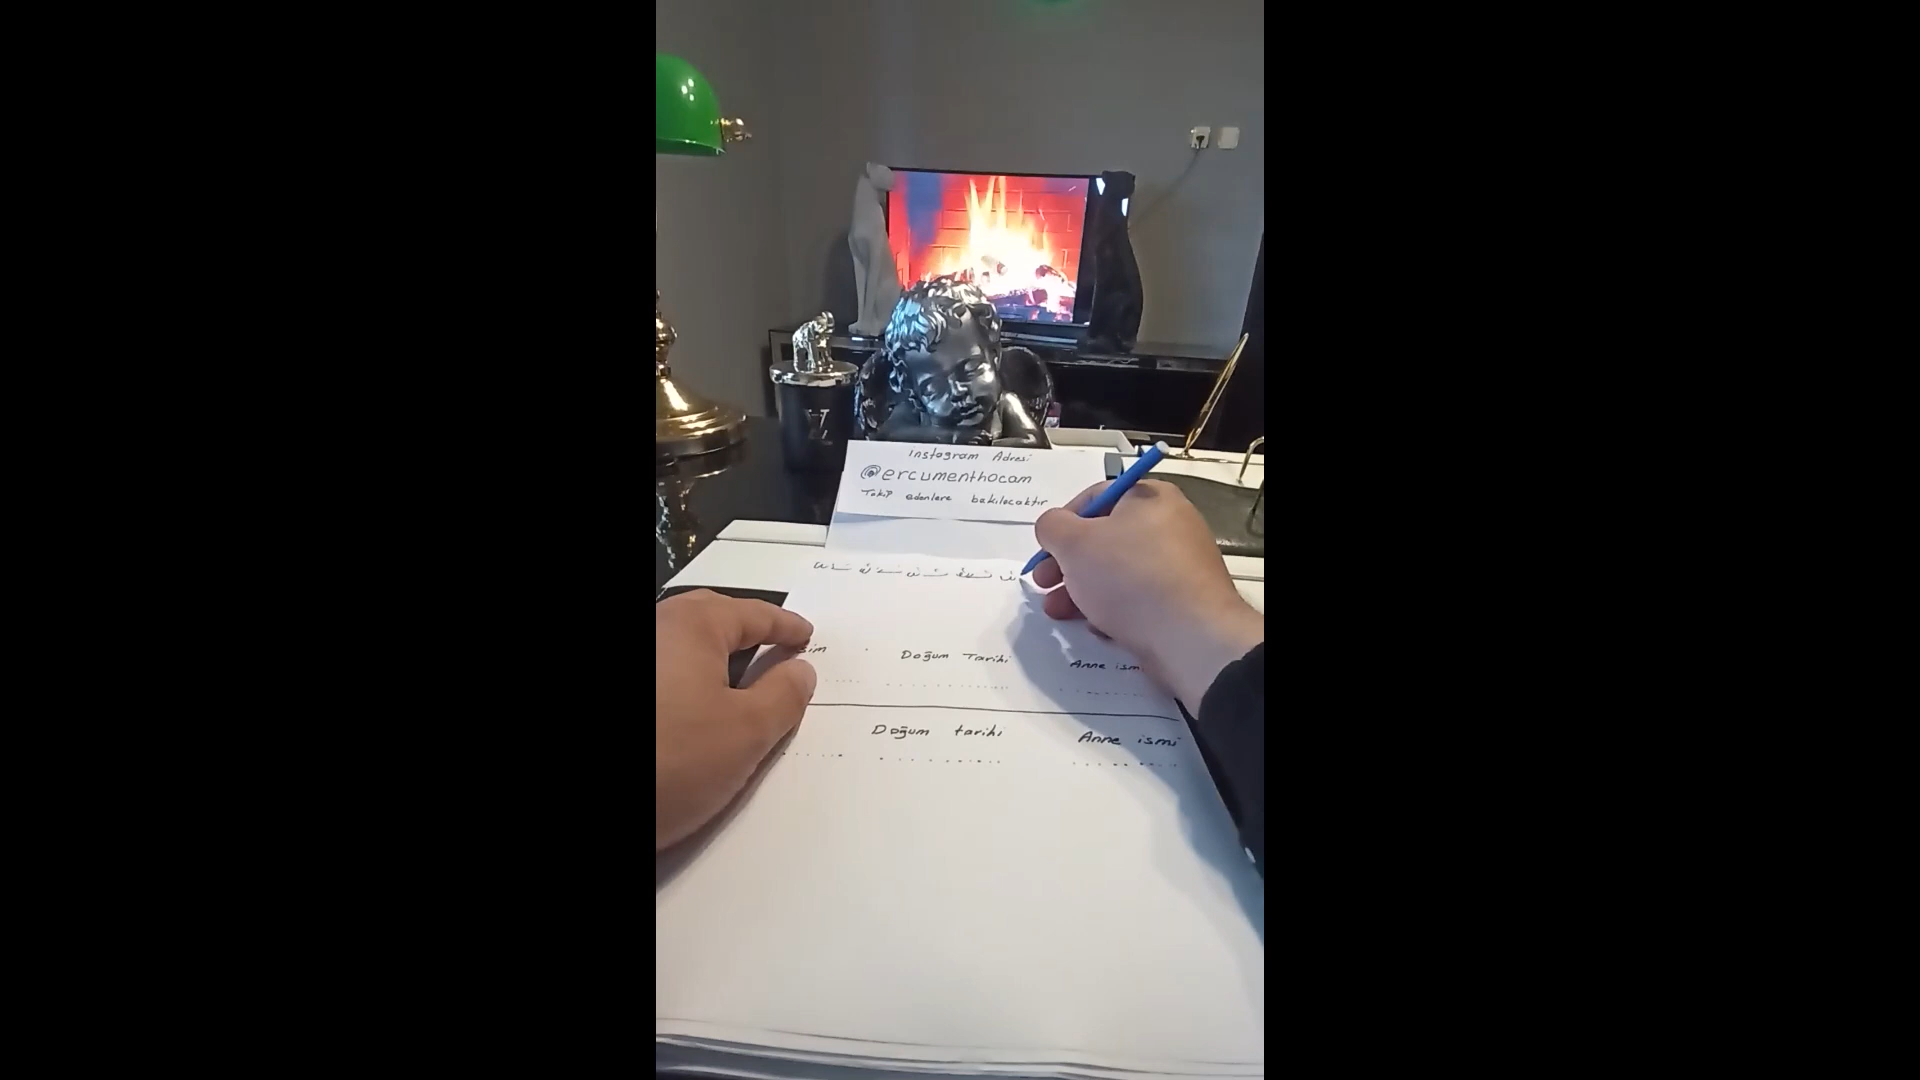 Instagram Adresi
@ercumenthocam
Takip edenlere bakılacaktır
Doğum Tarihi Anne ismi
Doğum tarihi Anne ismi